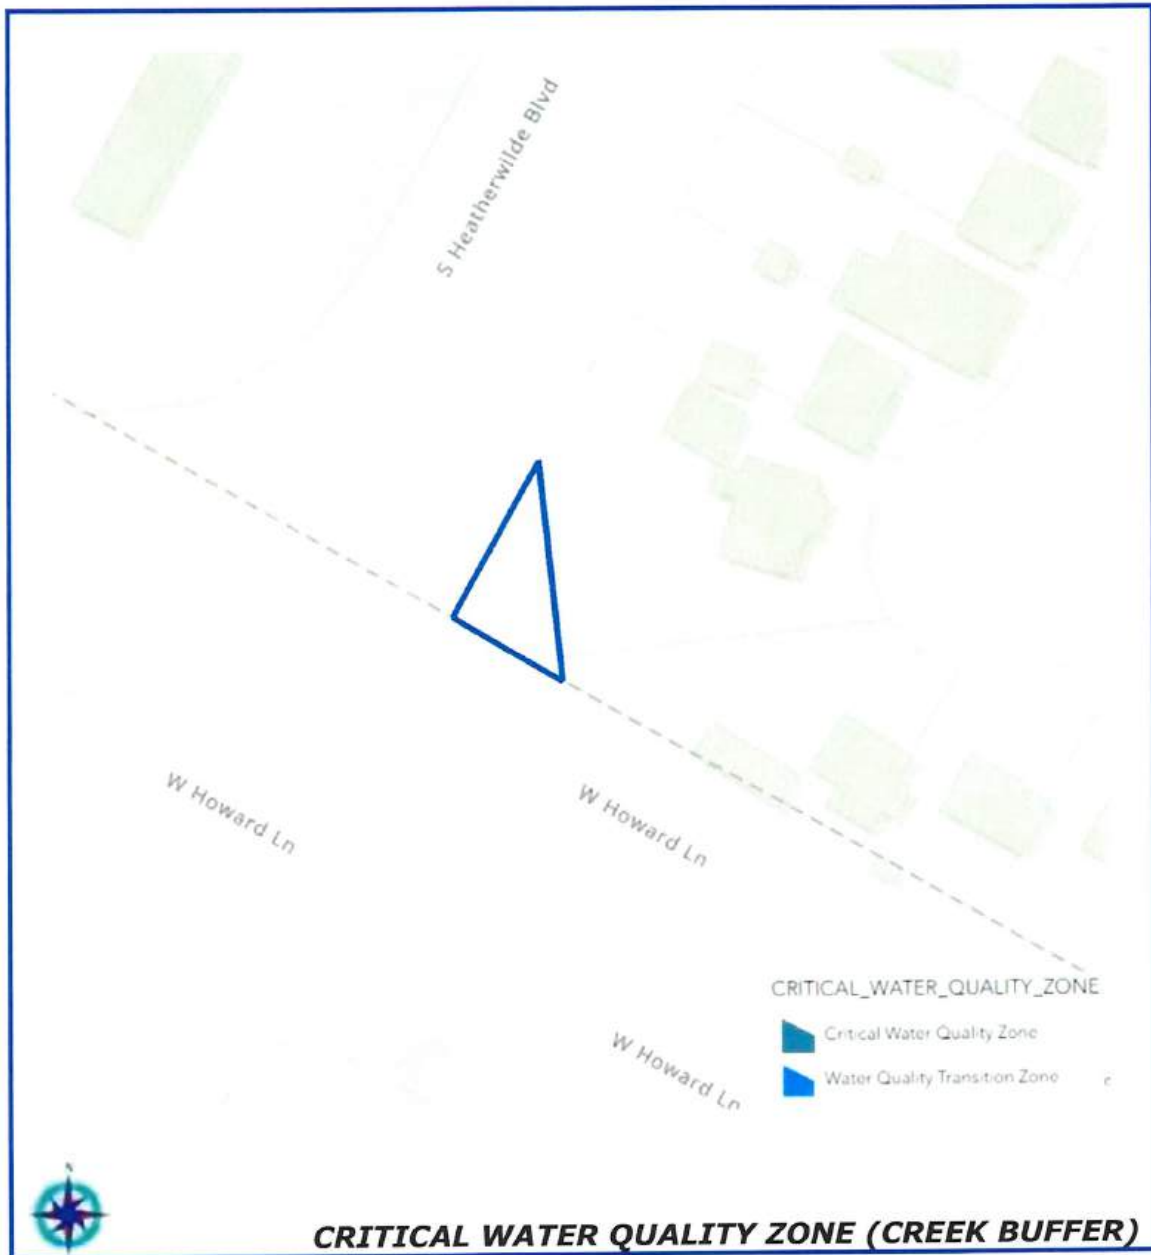 S Heatherwilde Blvd
W Howard Ln
W Howard Ln
W Howard Ln
CRITICAL_WATER_QUALITY_ZONE
Critical Water Quality Zone
Water Quality Transition Zone
N
CRITICAL WATER QUALITY ZONE (CREEK BUFFER)